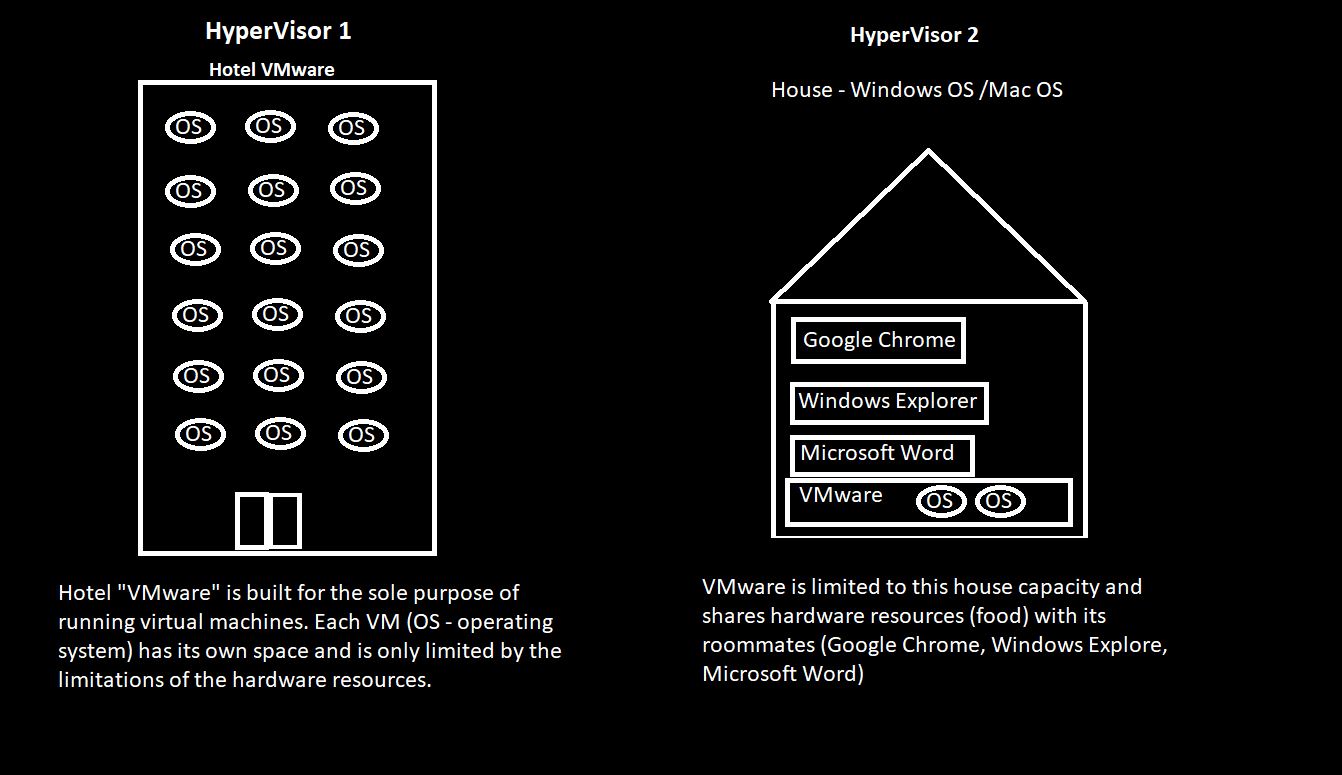 HyperVisor 1
Hotel VMware
OS OS OS
OS OS OS
OS OS OS
OS OS OS
OS OS OS
OS OS OS
Hotel "VMware" is built for the sole purpose of
running virtual machines. Each VM (OS - operating
system) has its own space and is only limited by the
limitations of the hardware resources.
HyperVisor 2
House - Windows OS /Mac OS
Google Chrome
Windows Explorer
Microsoft Word
VMware OS OS
VMware is limited to this house capacity and
shares hardware resources (food) with its
roommates (Google Chrome, Windows Explore,
Microsoft Word)